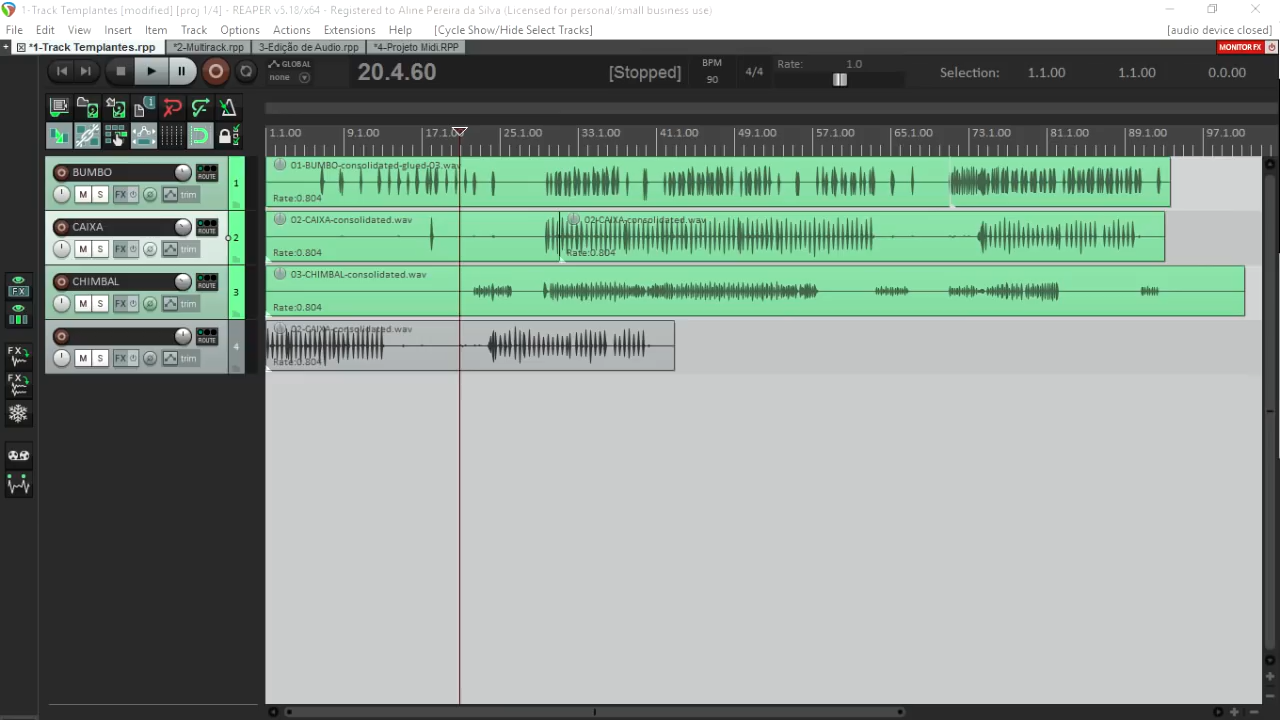 1-Track Templantes [modified] [proj 1/4] - REAPER v5.18/x64 - Registered to Aline Pereira da Silva (Licensed for personal/small business use)
File Edit View Insert Item Track Options Actions Extensions Help [Cycle Show/Hide Select Tracks] [audio device closed]
*1-Track Templantes.rpp *2-Multirack.rpp 3-Edição de Audio.rpp *4-Projeto Midi.RPP MONITOR FX
GLOBAL
none
20.4.60
[Stopped]
BPM
90
4/4
Rate: 1.0
Selection: 1.1.00 1.1.00 0.0.00
1.1.00 9.1.00 17.1.00 25.1.00 33.1.00 41.1.00 49.1.00 57.1.00 65.1.00 73.1.00 81.1.00 89.1.00 97.1.00
BUMBO ROUTE
M S FX trim
1
01-BUMBO-consolidated-glued-03.wav
Rate:0.804
CAIXA ROUTE
M S FX trim
2
02-CAIXA-consolidated.wav 02-CAIXA-consolidated.wav
Rate:0.804 Rate:0.804
CHIMBAL ROUTE
M S FX trim
3
03-CHIMBAL-consolidated.wav
Rate:0.804
ROUTE
M S FX trim
4
02-CAIXA-consolidated.wav
Rate:0.804
FX
FX
FX